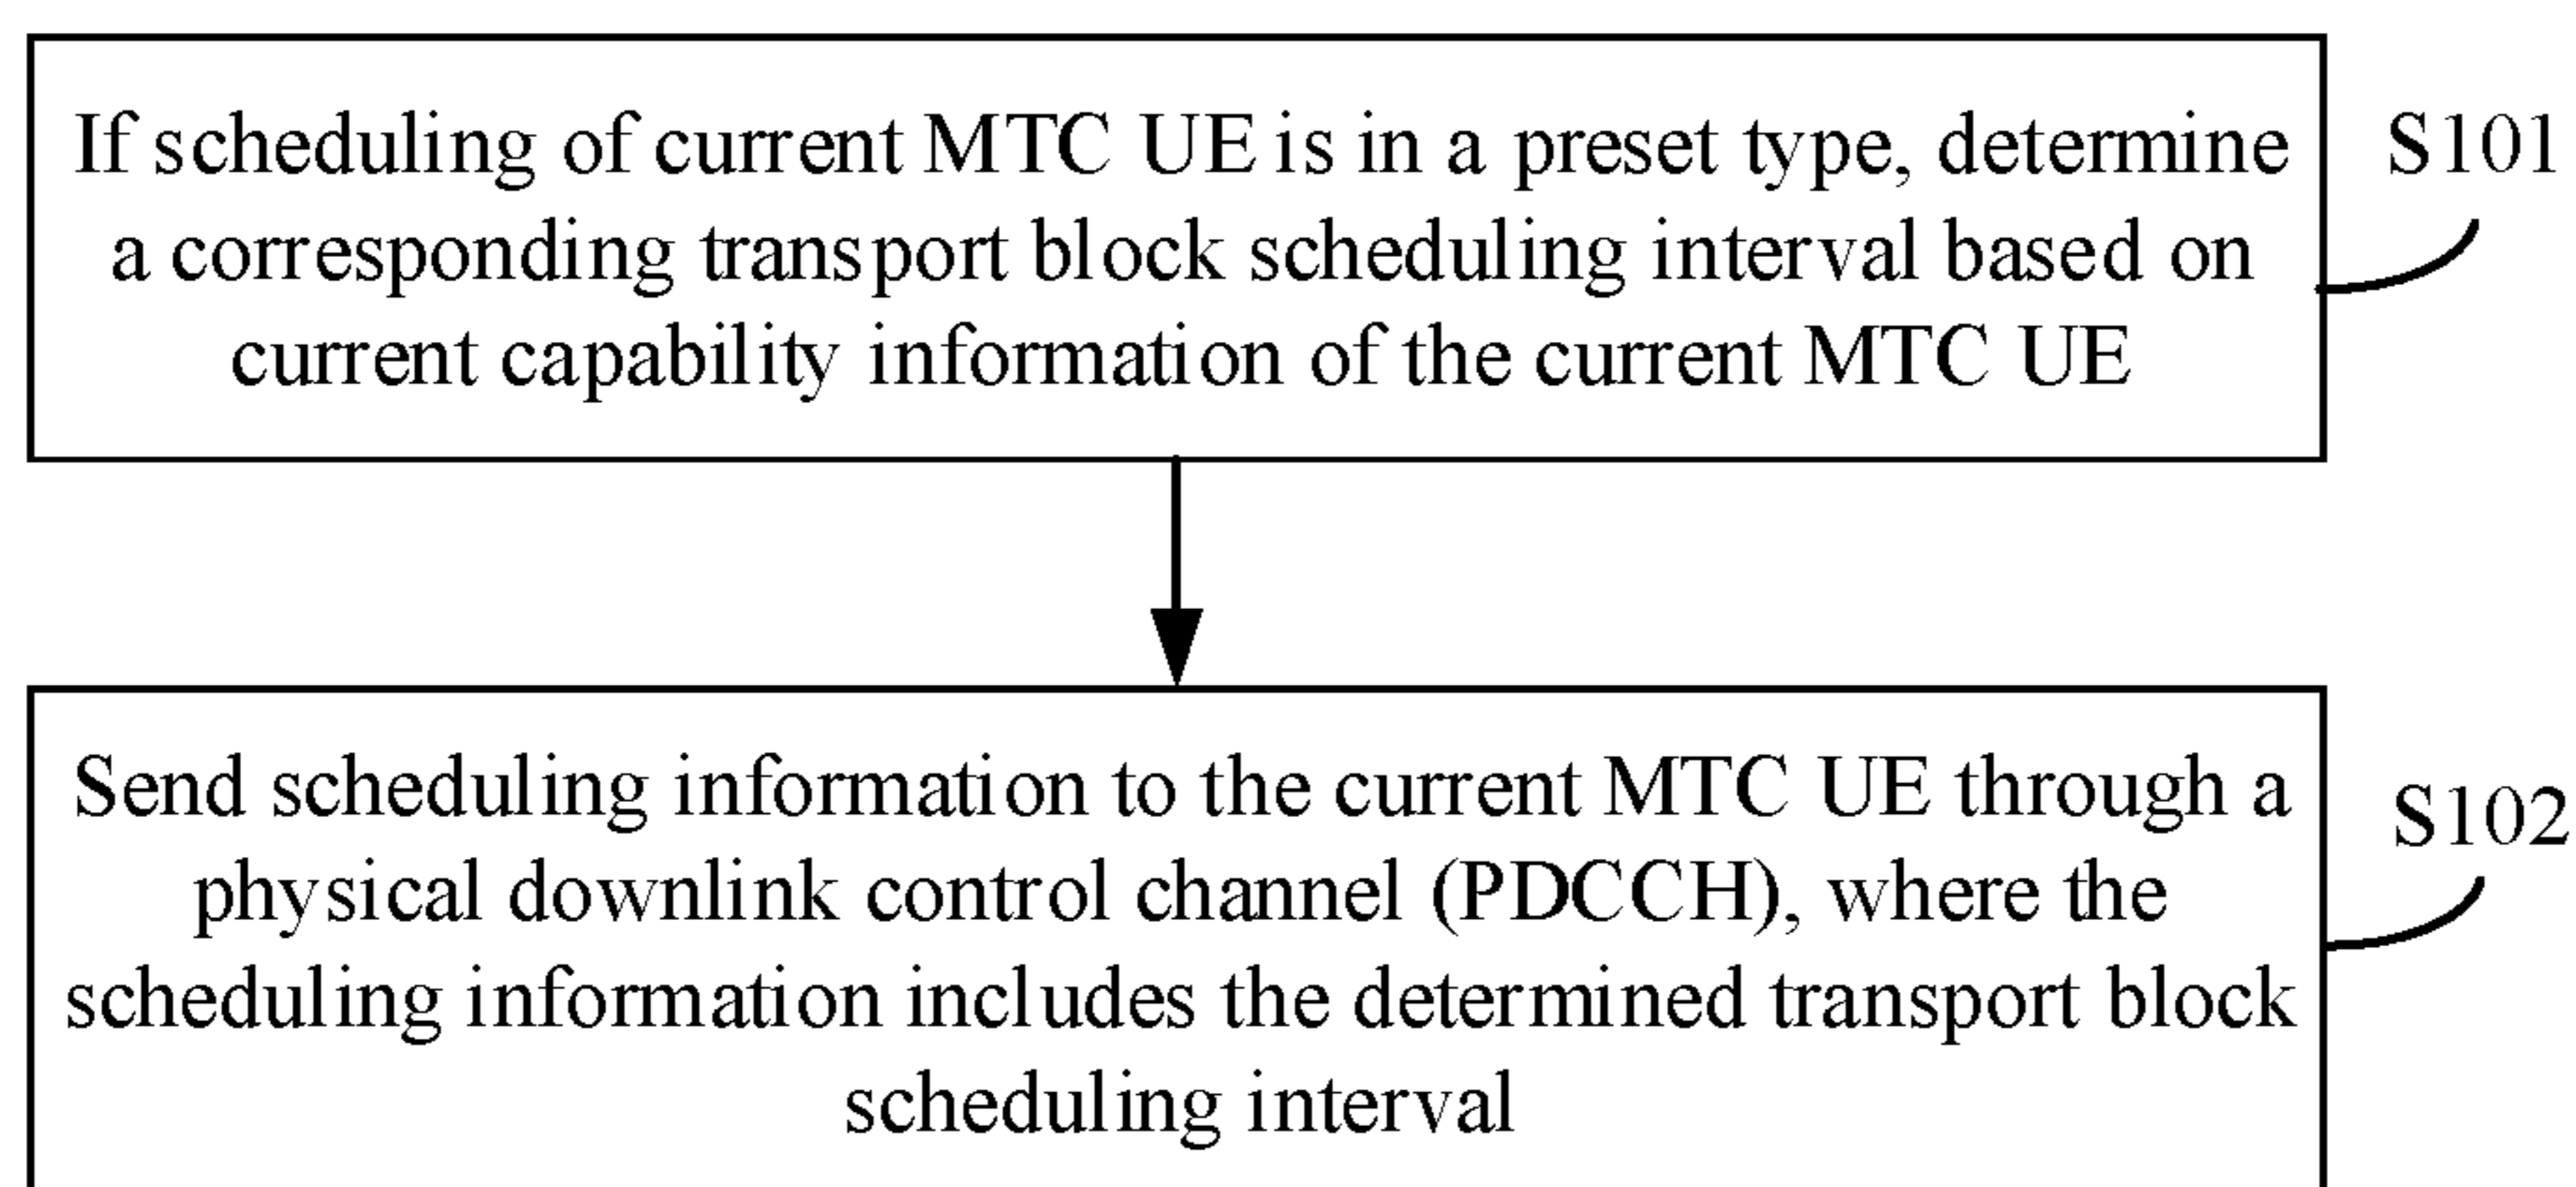 If scheduling of current MTC UE is in a preset type, determine
a corresponding transport block scheduling interval based on
current capability information of the current MTC UE
S101
Send scheduling information to the current MTC UE through a
physical downlink control channel (PDCCH), where the
scheduling information includes the determined transport block
scheduling interval
S102